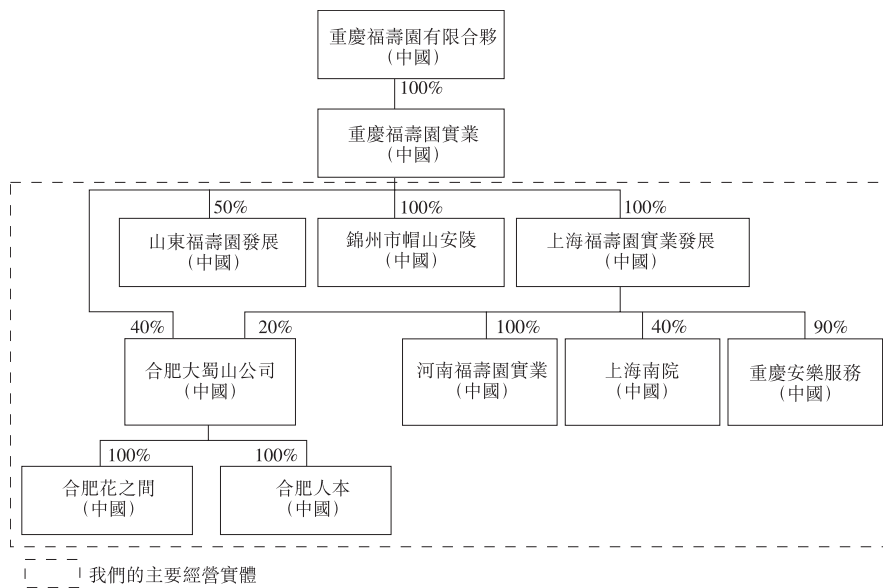 重慶福壽園有限合夥
(中國)
100%
重慶福壽園實業
(中國)
50%
100%
100%
山東福壽園發展
(中國)
錦州市帽山安陵
(中國)
上海福壽園實業發展
(中國)
40%
20%
100%
40%
90%
合肥大蜀山公司
(中國)
河南福壽園實業
(中國)
上海南院
(中國)
重慶安樂服務
(中國)
100%
100%
合肥花之間
(中國)
合肥人本
(中國)
我們的主要經營實體